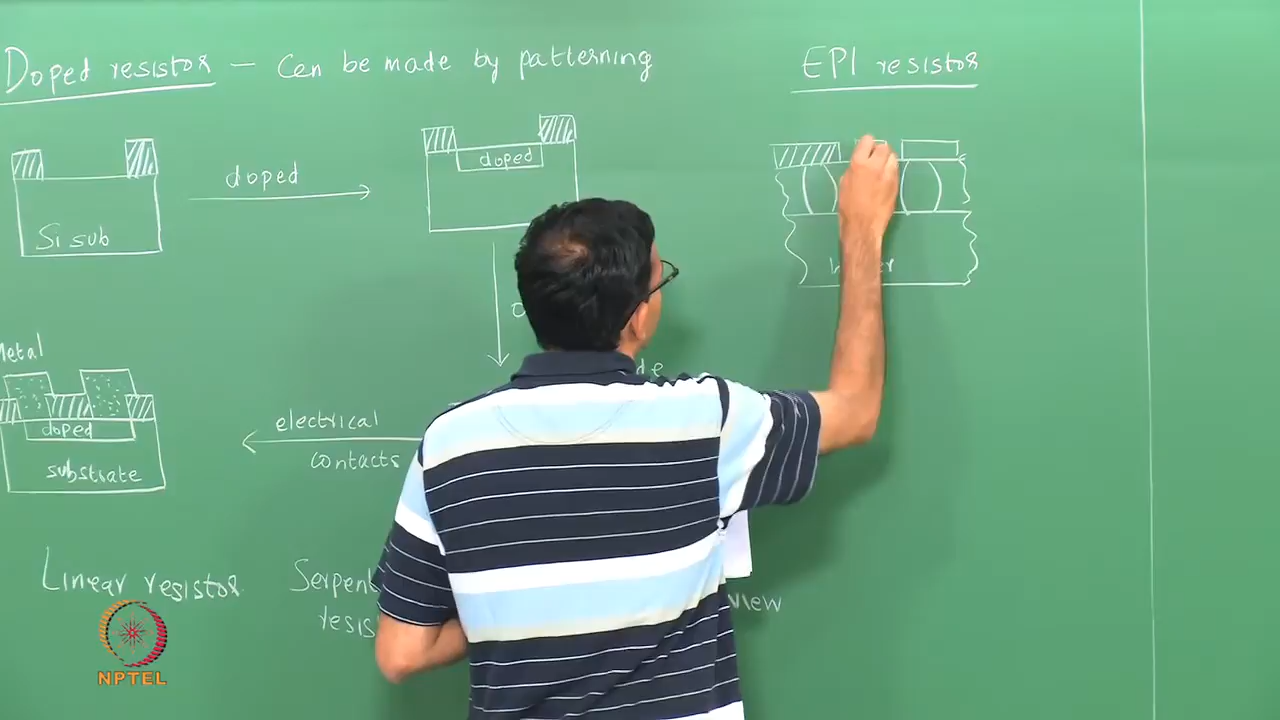 Doped resistor - Can be made by patterning
EPI resistor
doped
doped
Si sub
Metal
doped
substrate
electrical
contacts
Linear resistor
view
NPTEL